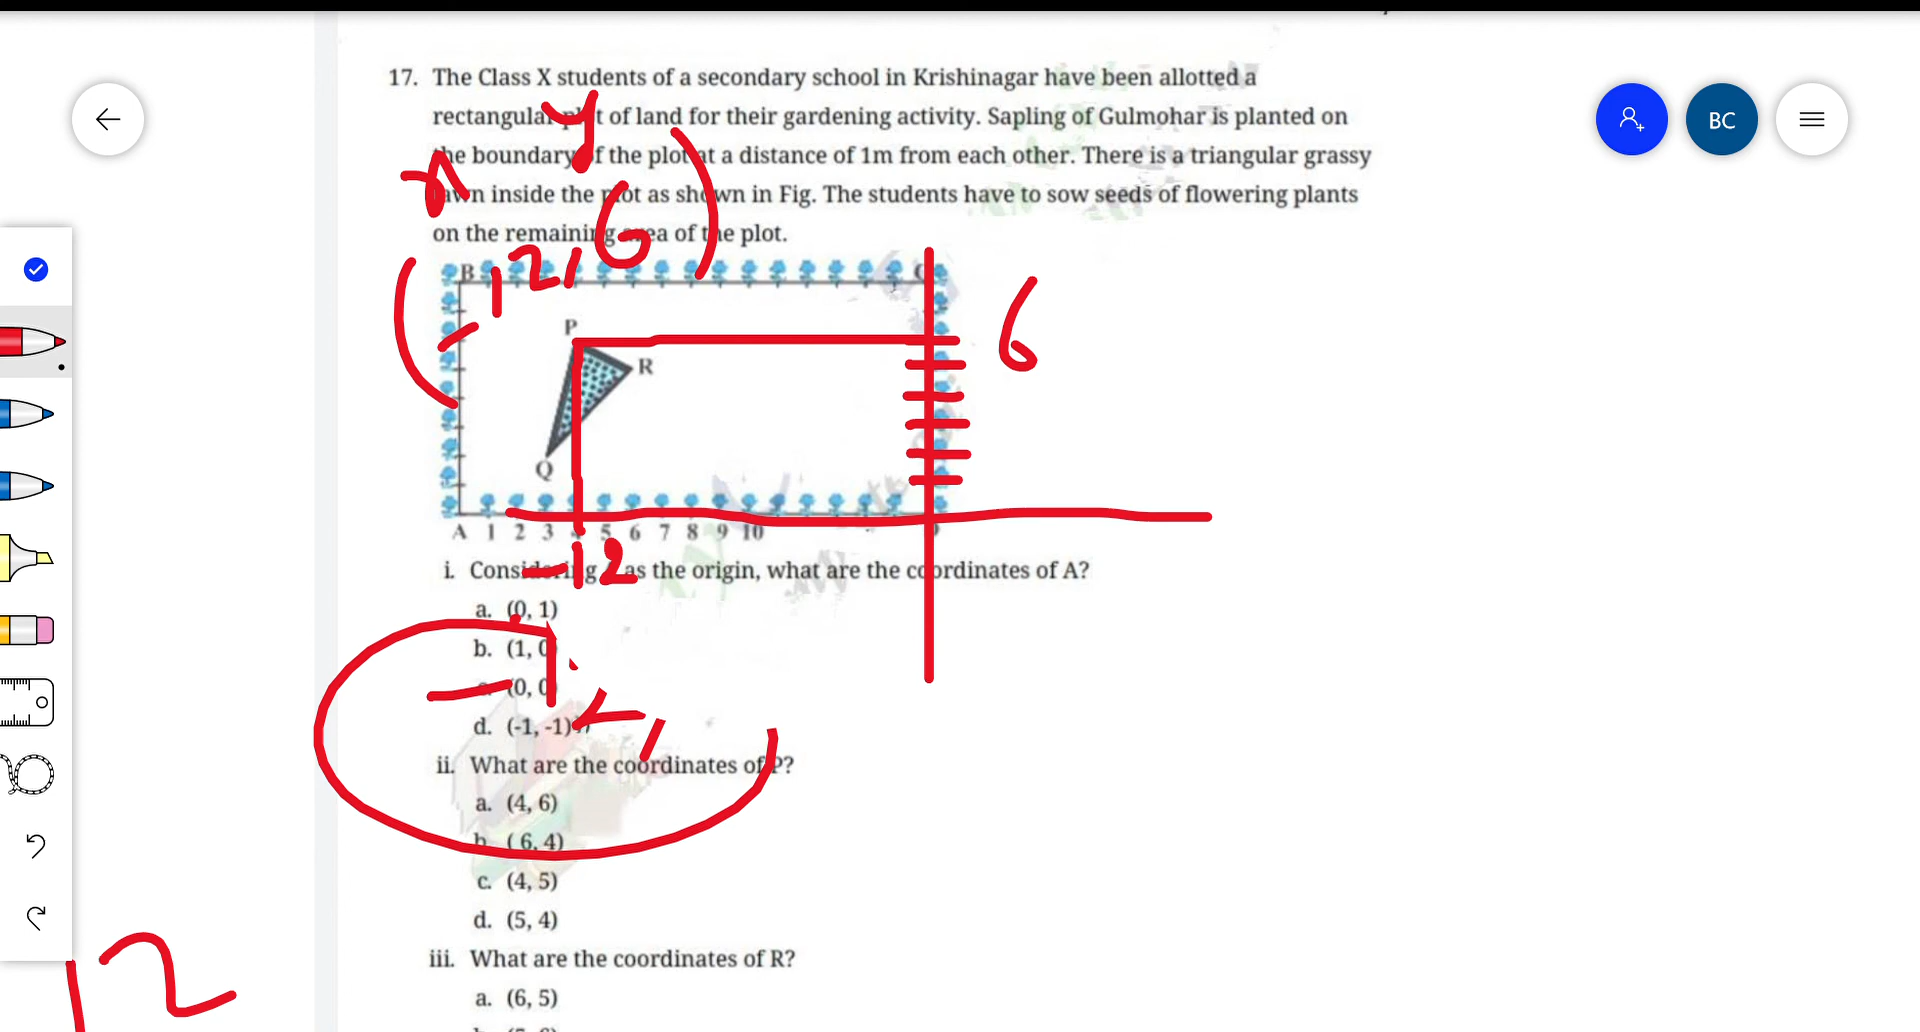 17. The Class X students of a secondary school in Krishinagar have been allotted a
rectangular plot of land for their gardening activity. Sapling of Gulmohar is planted on
the boundary of the plot at a distance of 1m from each other. There is a triangular grassy
lawn inside the plot as shown in Fig. The students have to sow seeds of flowering plants
on the remaining area of the plot.
BC
y
x
(-12, 6)
B C
P
R
6
Q
A 1 2 3 4 5 6 7 8 9 10
-12
i. Considering as the origin, what are the coordinates of A?
a. (0, 1)
b. (1, 0
(0, 0
d. (-1, -1)
ii. What are the coordinates of P?
a. (4, 6)
b. ( 6, 4)
c. (4, 5)
d. (5, 4)
iii. What are the coordinates of R?
a. (6, 5)
12